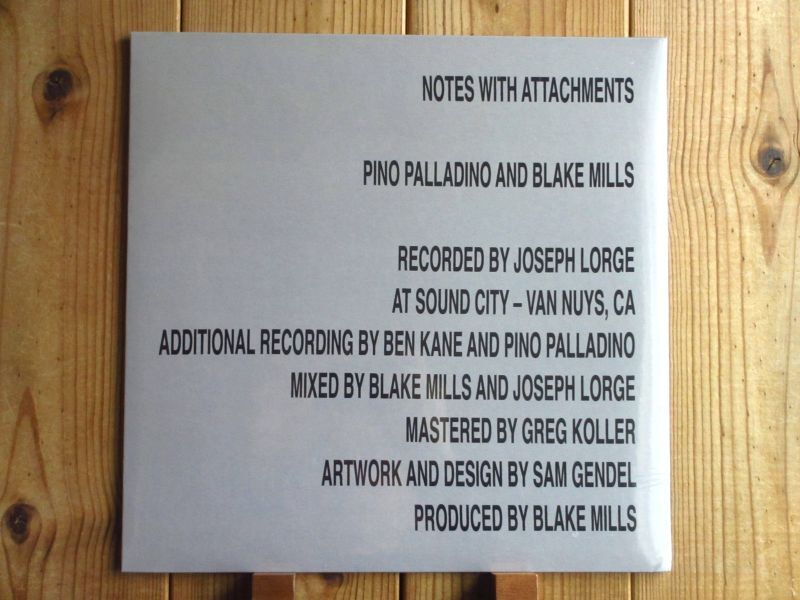 NOTES WITH ATTACHMENTS
PINO PALLADINO AND BLAKE MILLS
RECORDED BY JOSEPH LORGE
AT SOUND CITY – VAN NUYS, CA
ADDITIONAL RECORDING BY BEN KANE AND PINO PALLADINO
MIXED BY BLAKE MILLS AND JOSEPH LORGE
MASTERED BY GREG KOLLER
ARTWORK AND DESIGN BY SAM GENDEL
PRODUCED BY BLAKE MILLS